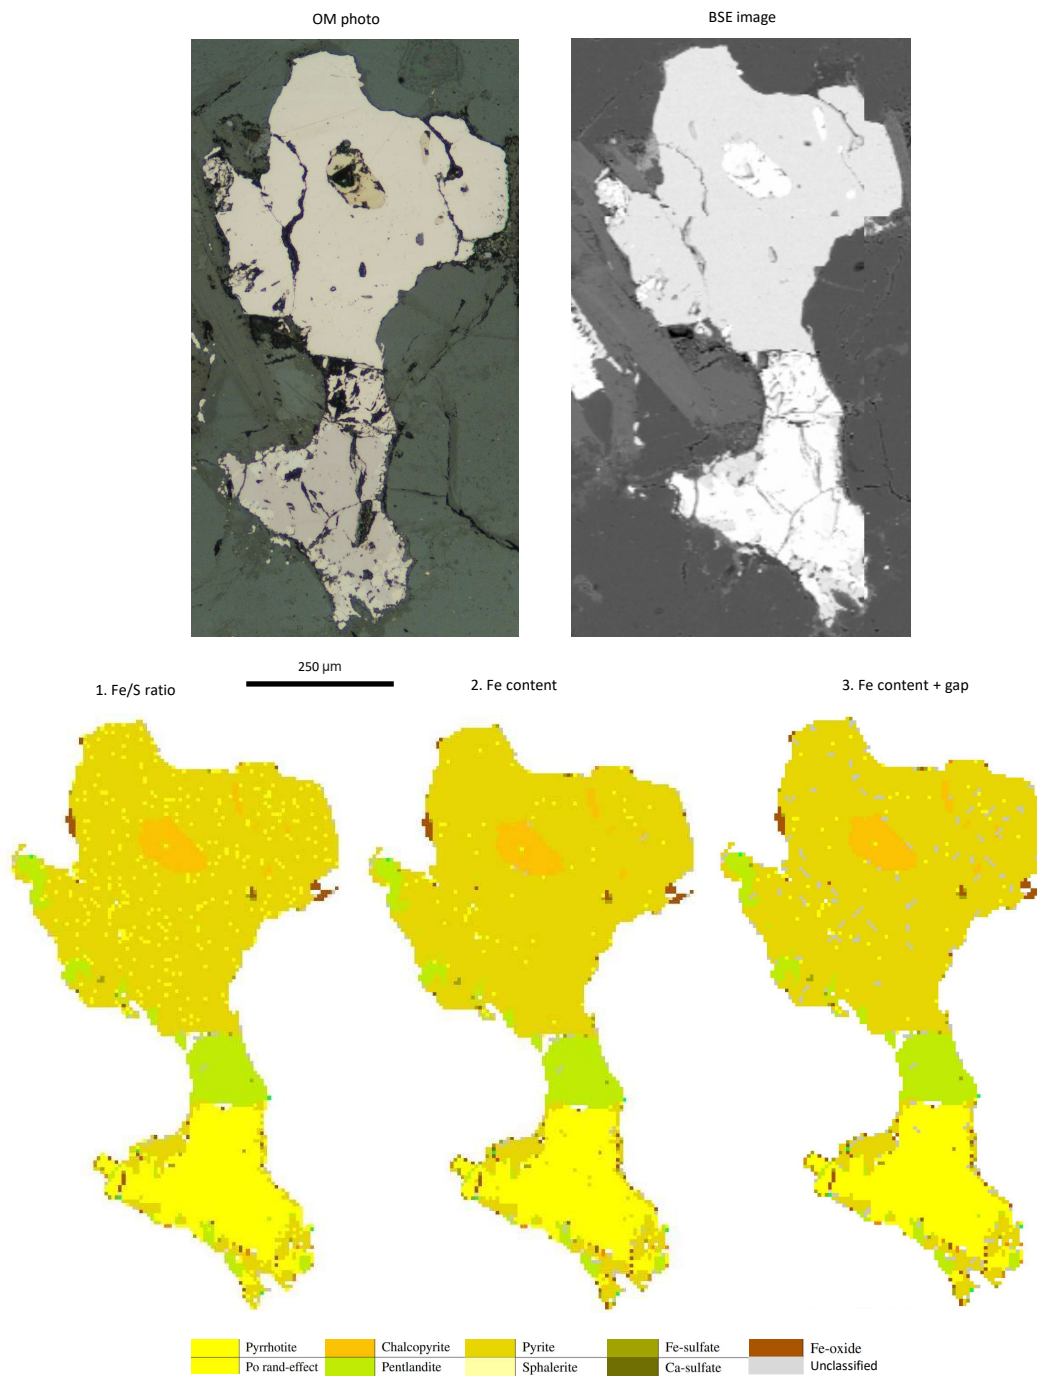 OM photo
BSE image
250 µm
1. Fe/S ratio
2. Fe content
3. Fe content + gap
Pyrrhotite
Chalcopyrite
Pyrite
Fe-sulfate
Fe-oxide
Po rand-effect
Pentlandite
Sphalerite
Ca-sulfate
Unclassified